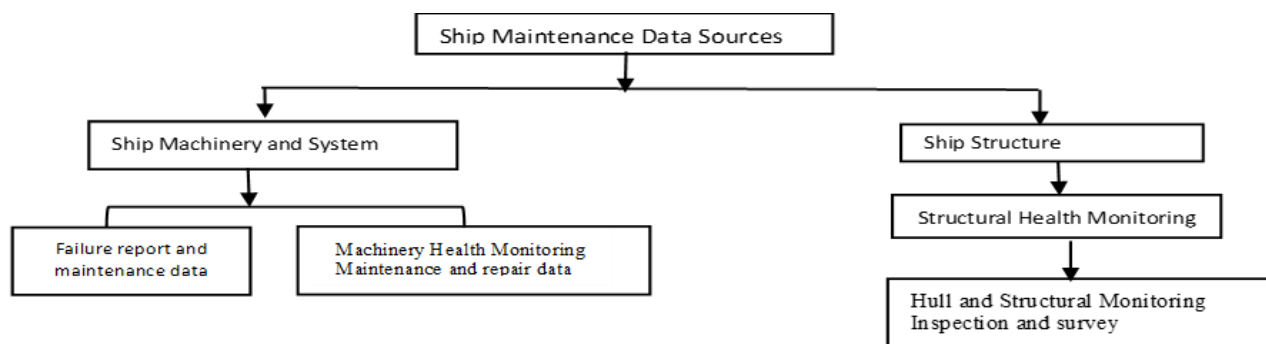 Ship Maintenance Data Sources
Ship Machinery and System
Ship Structure
Failure report and
maintenance data
Machinery Health Monitoring
Maintenance and repair data
Structural Health Monitoring
Hull and Structural Monitoring
Inspection and survey